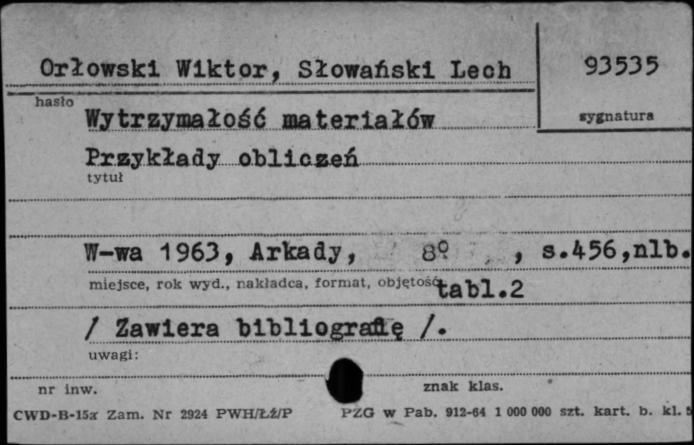 Orłowski Wiktor, Słowański Lech
93535
hasło
sygnatura
Wytrzymałość materiałów
Przykłady obliczeń
tytuł
W-wa 1963, Arkady, 8º , s.456,nlb.
miejsce, rok wyd., nakładca, format, objętość
tabl.2
/ Zawiera bibliografię /.
uwagi:
nr inw.
znak klas.
CWD-B-15a Zam. Nr 2924 PWH/ŁŻ/P
PZG w Pab. 912-64 1 000 000 szt. kart. b. kl.